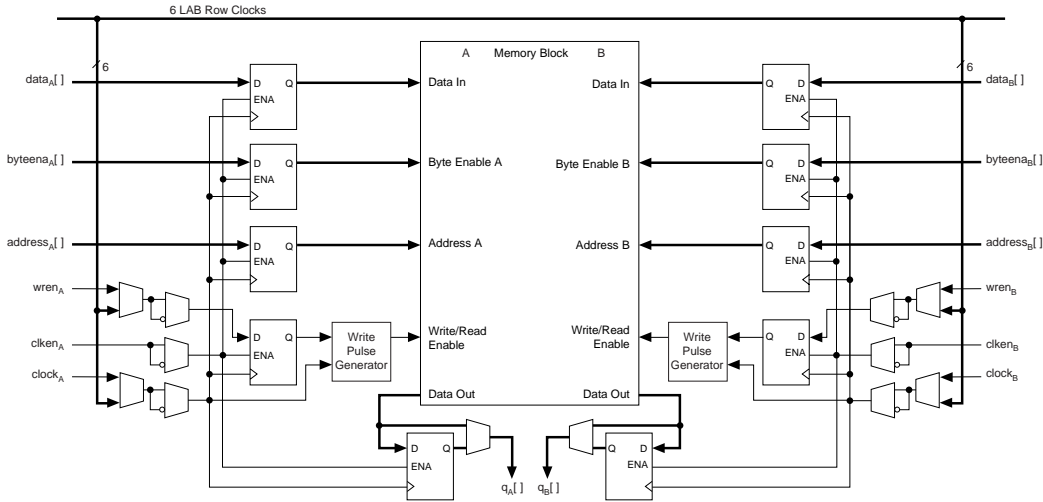 6 LAB Row Clocks
A Memory Block B
6 6
dataA[ ] D Q Data In Data In Q D dataB[ ]
ENA ENA
byteenaA[ ] D Q Byte Enable A Byte Enable B Q D byteenaB[ ]
ENA ENA
addressA[ ] D Q Address A Address B Q D addressB[ ]
ENA ENA
wrenA wrenB
D Q Write Pulse Generator Write/Read Enable Write/Read Enable Write Pulse Generator Q D
clkenA ENA ENA clkenB
clockA clockB
Data Out Data Out
D Q Q D
ENA ENA
qA[ ] qB[ ]